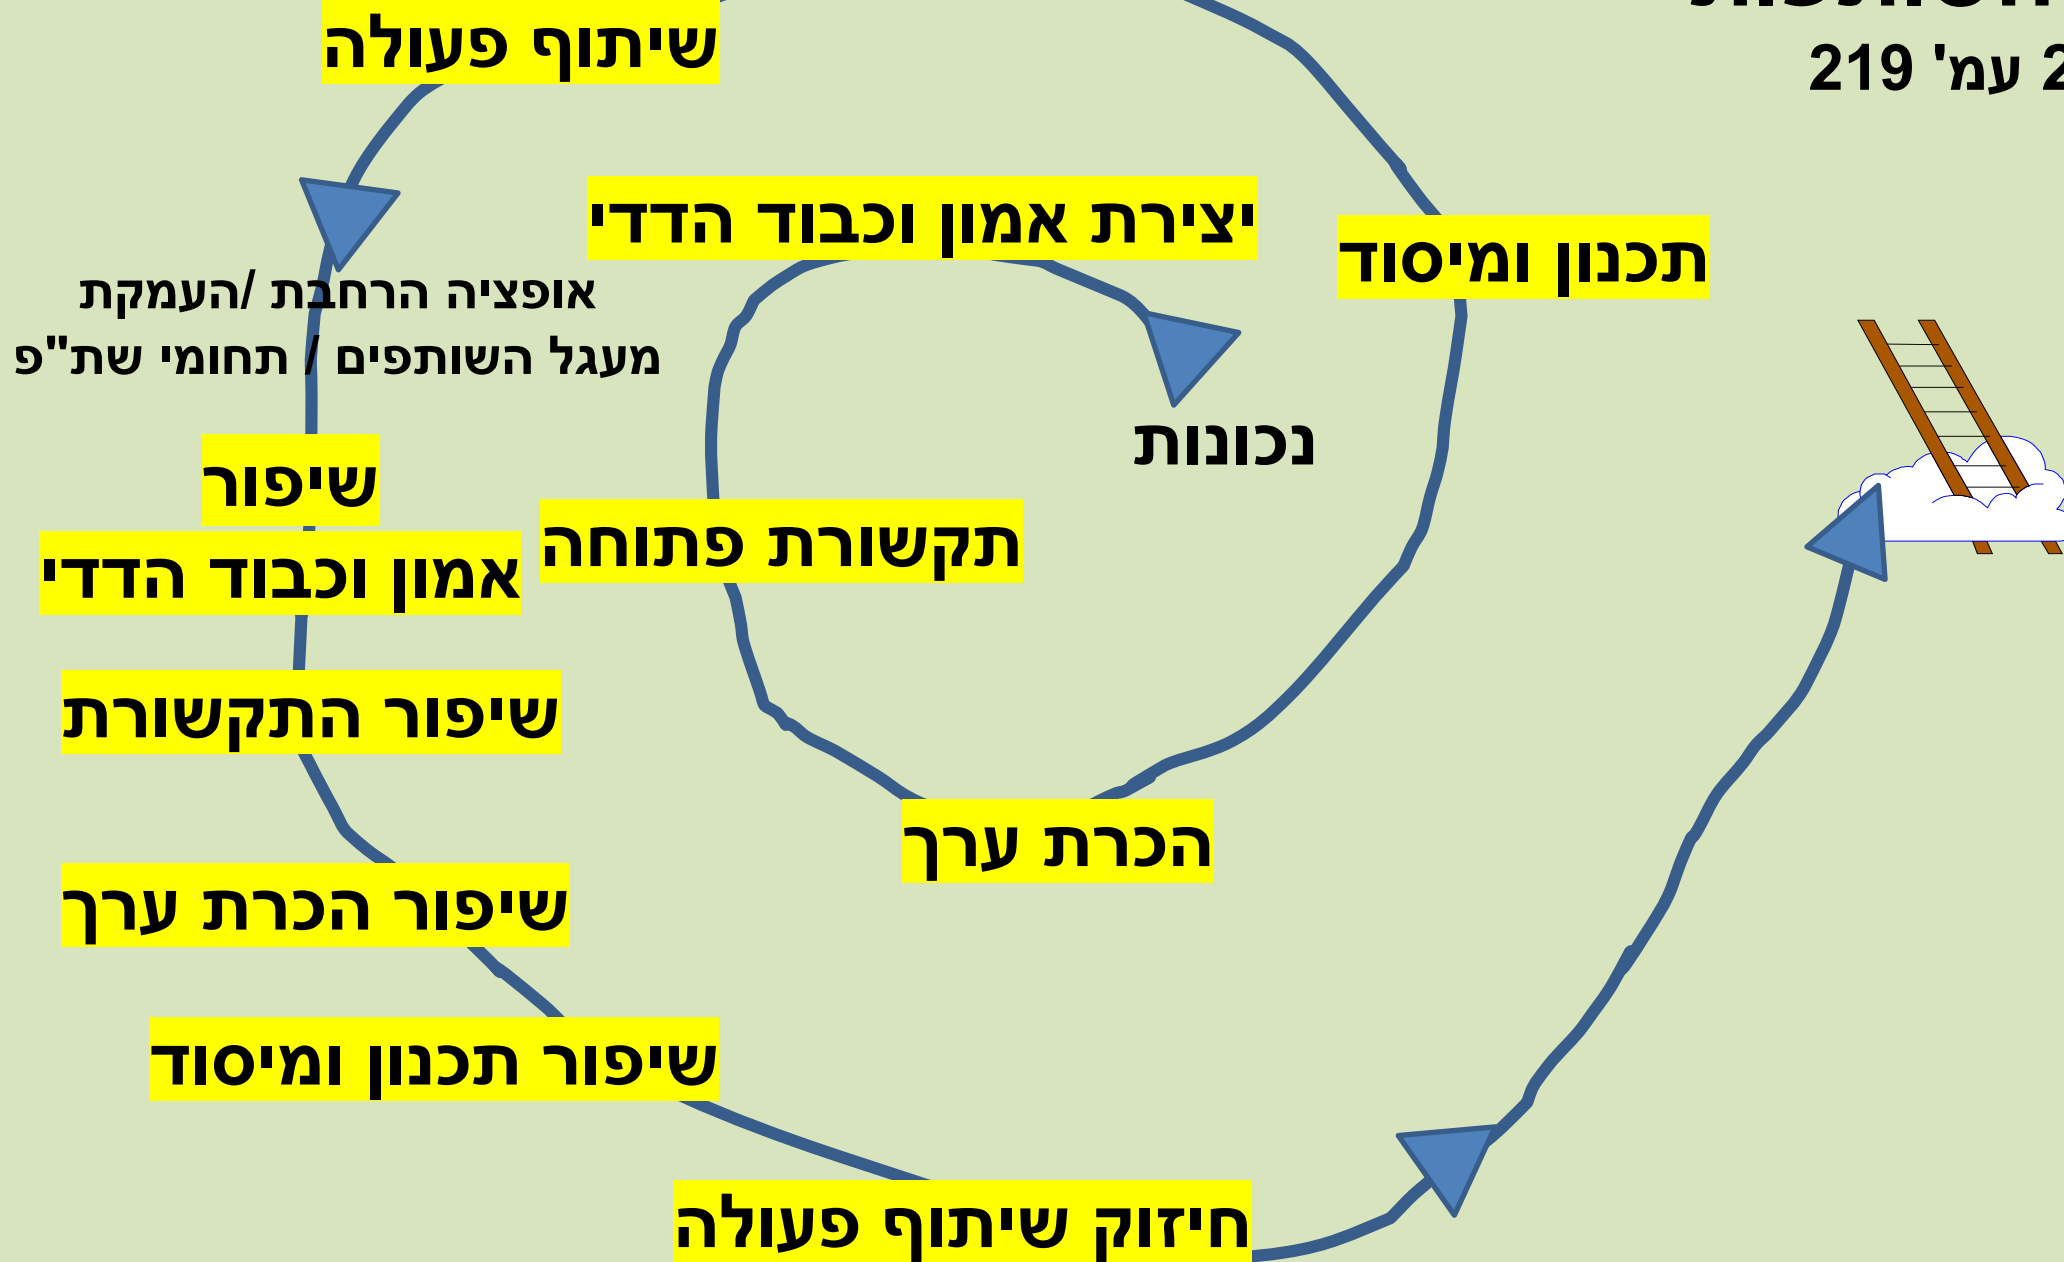 219 'עמ 2
שיתוף פעולה
יצירת אמון וכבוד הדדי
תכנון ומיסוד
אופציה הרחבת /העמקת
מעגל השותפים / תחומי שת"פ
נכונות
שיפור
אמון וכבוד הדדי
תקשורת פתוחה
שיפור התקשורת
הכרת ערך
שיפור הכרת ערך
שיפור תכנון ומיסוד
חיזוק שיתוף פעולה